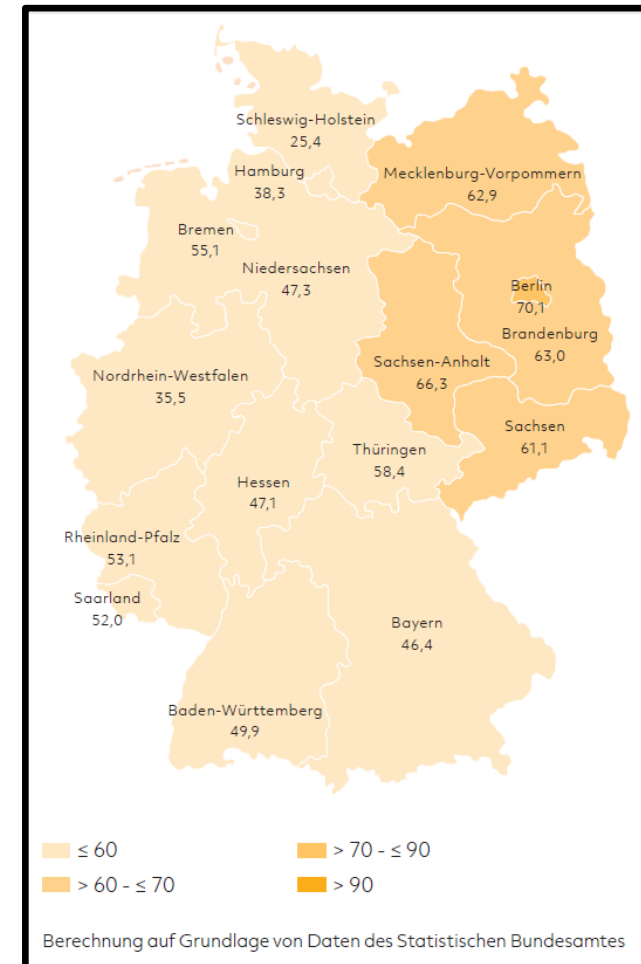 Schleswig-Holstein
25,4
Hamburg
38,3
Mecklenburg-Vorpommern
62,9
Bremen
55,1
Niedersachsen
47,3
Berlin
70,1
Brandenburg
63,0
Sachsen-Anhalt
66,3
Nordrhein-Westfalen
35,5
Sachsen
61,1
Thüringen
58,4
Hessen
47,1
Rheinland-Pfalz
53,1
Saarland
52,0
Bayern
46,4
Baden-Württemberg
49,9
≤ 60
> 70 - ≤ 90
> 60 - ≤ 70
> 90
Berechnung auf Grundlage von Daten des Statistischen Bundesamtes